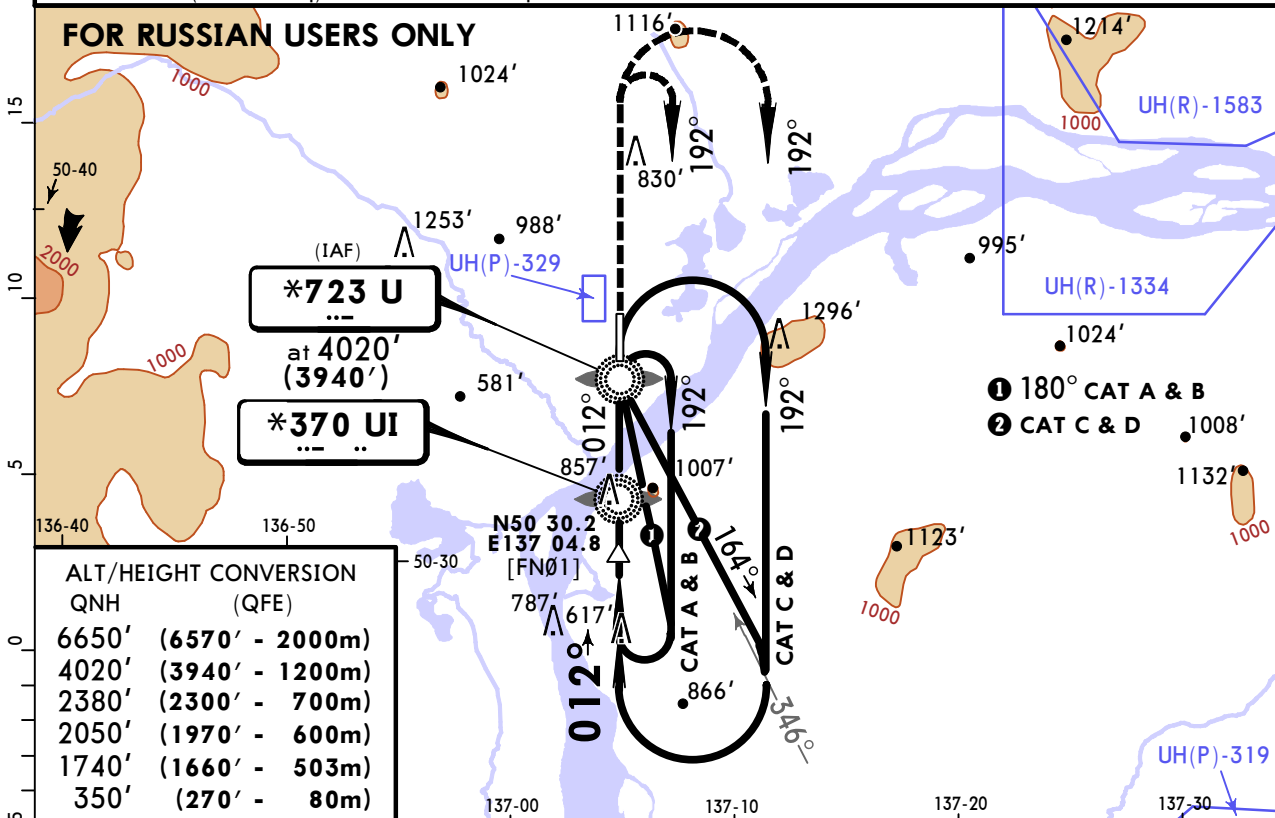 FOR RUSSIAN USERS ONLY
1116'
1214'
1024'
1000
UH(R)-1583
1000
15
192°
192°
830'
50-40
1253'
988'
2000
(IAF)
UH(P)-329
995'
10
*723 U
UH(R)-1334
at 4020'
(3940')
1296'
1024'
1000
581'
012°
192°
192°
❶ 180° CAT A & B
❷ CAT C & D
*370 UI
1008'
5
857'
1007'
1132'
136-40
136-50
N50 30.2
E137 04.8
[FNØ1]
❶
❷
164°
1123'
1000
50-30
1000
787'
617'
CAT A & B
CAT C & D
012°
866'
346°
0
ALT/HEIGHT CONVERSION
QNH (QFE)
6650' (6570' - 2000m)
4020' (3940' - 1200m)
2380' (2300' - 700m)
2050' (1970' - 600m)
1740' (1660' - 503m)
350' (270' - 80m)
UH(P)-319
137-00
137-10
137-20
137-30
5